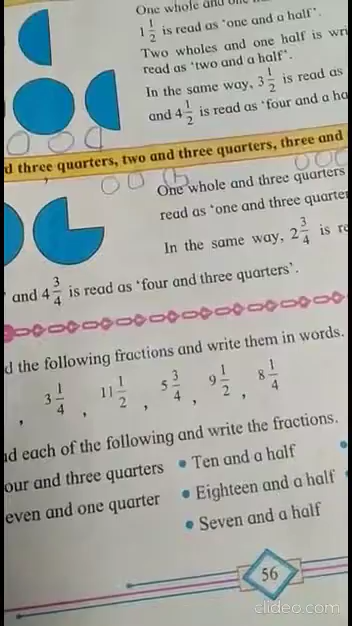 One whole and one h
1 1/2 is read as 'one and a half'.
Two wholes and one half is wri
read as 'two and a half'.
In the same way, 3 1/2 is read as
and 4 1/2 is read as 'four and a ha
d three quarters, two and three quarters, three and
One whole and three quarters
read as 'one and three quarter
In the same way, 2 3/4 is re
and 4 3/4 is read as 'four and three quarters'.
d the following fractions and write them in words.
, 3 1/4 , 11 1/2 , 5 3/4 , 9 1/2 , 8 1/4
d each of the following and write the fractions.
our and three quarters • Ten and a half •
even and one quarter • Eighteen and a half •
• Seven and a half
56
clideo.com